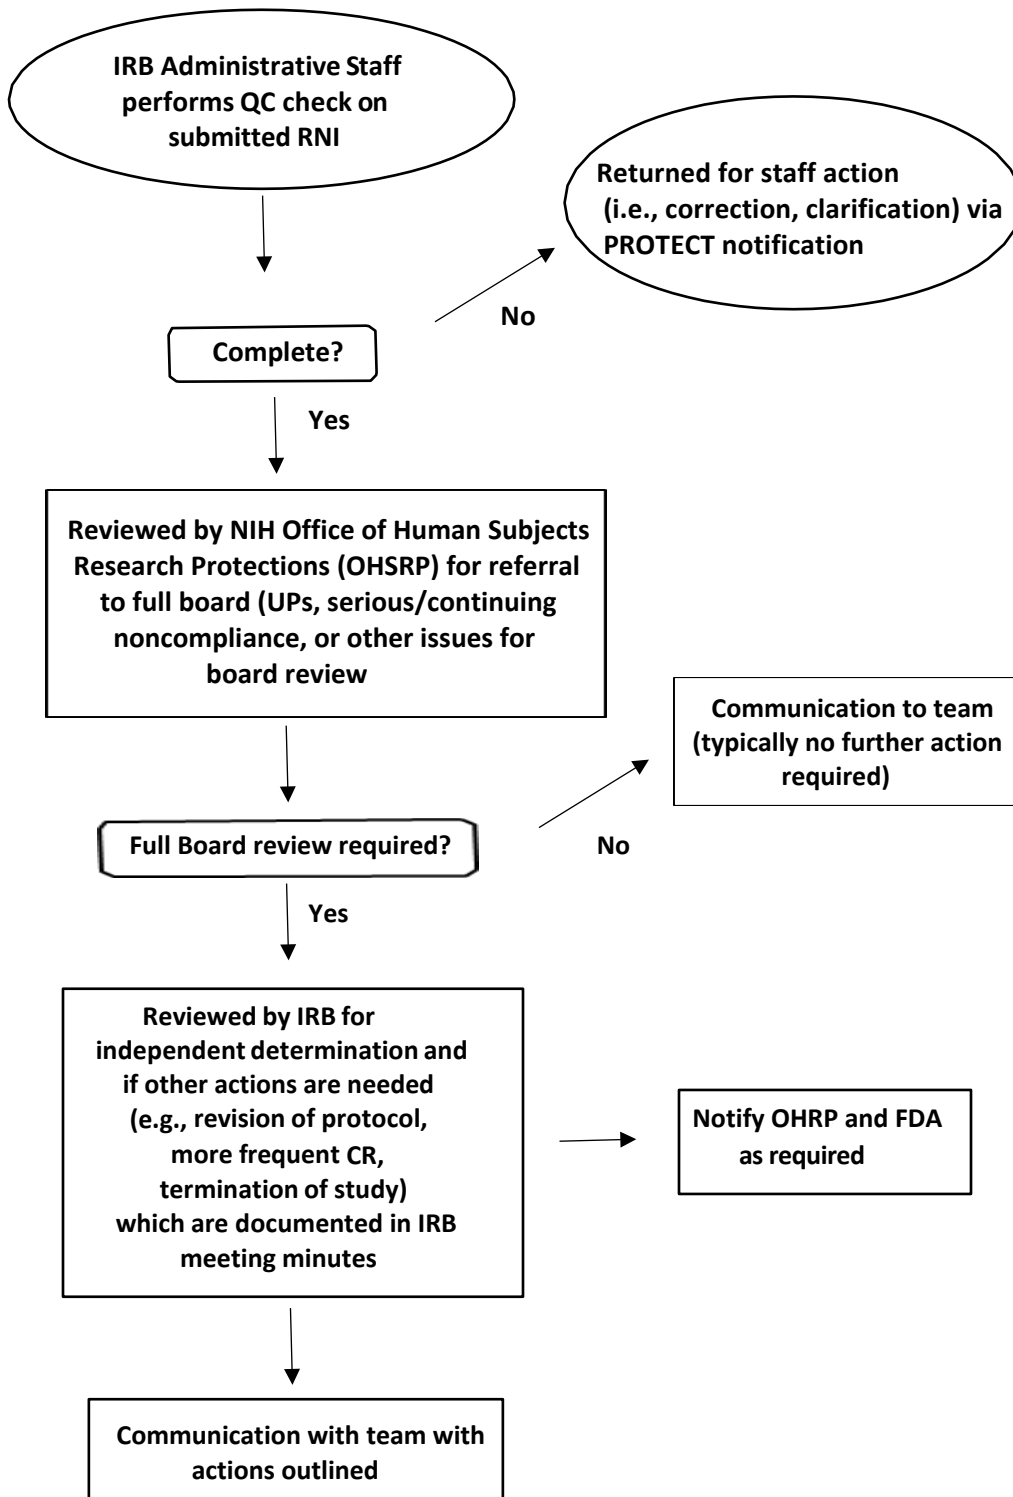 IRB Administrative Staff
performs QC check on
submitted RNI
Returned for staff action
(i.e., correction, clarification) via
PROTECT notification
No
Complete?
Yes
Reviewed by NIH Office of Human Subjects
Research Protections (OHSRP) for referral
to full board (UPs, serious/continuing
noncompliance, or other issues for
board review
Communication to team
(typically no further action
required)
Full Board review required?
No
Yes
Reviewed by IRB for
independent determination and
if other actions are needed
(e.g., revision of protocol,
more frequent CR,
termination of study)
which are documented in IRB
meeting minutes
Notify OHRP and FDA
as required
Communication with team with
actions outlined